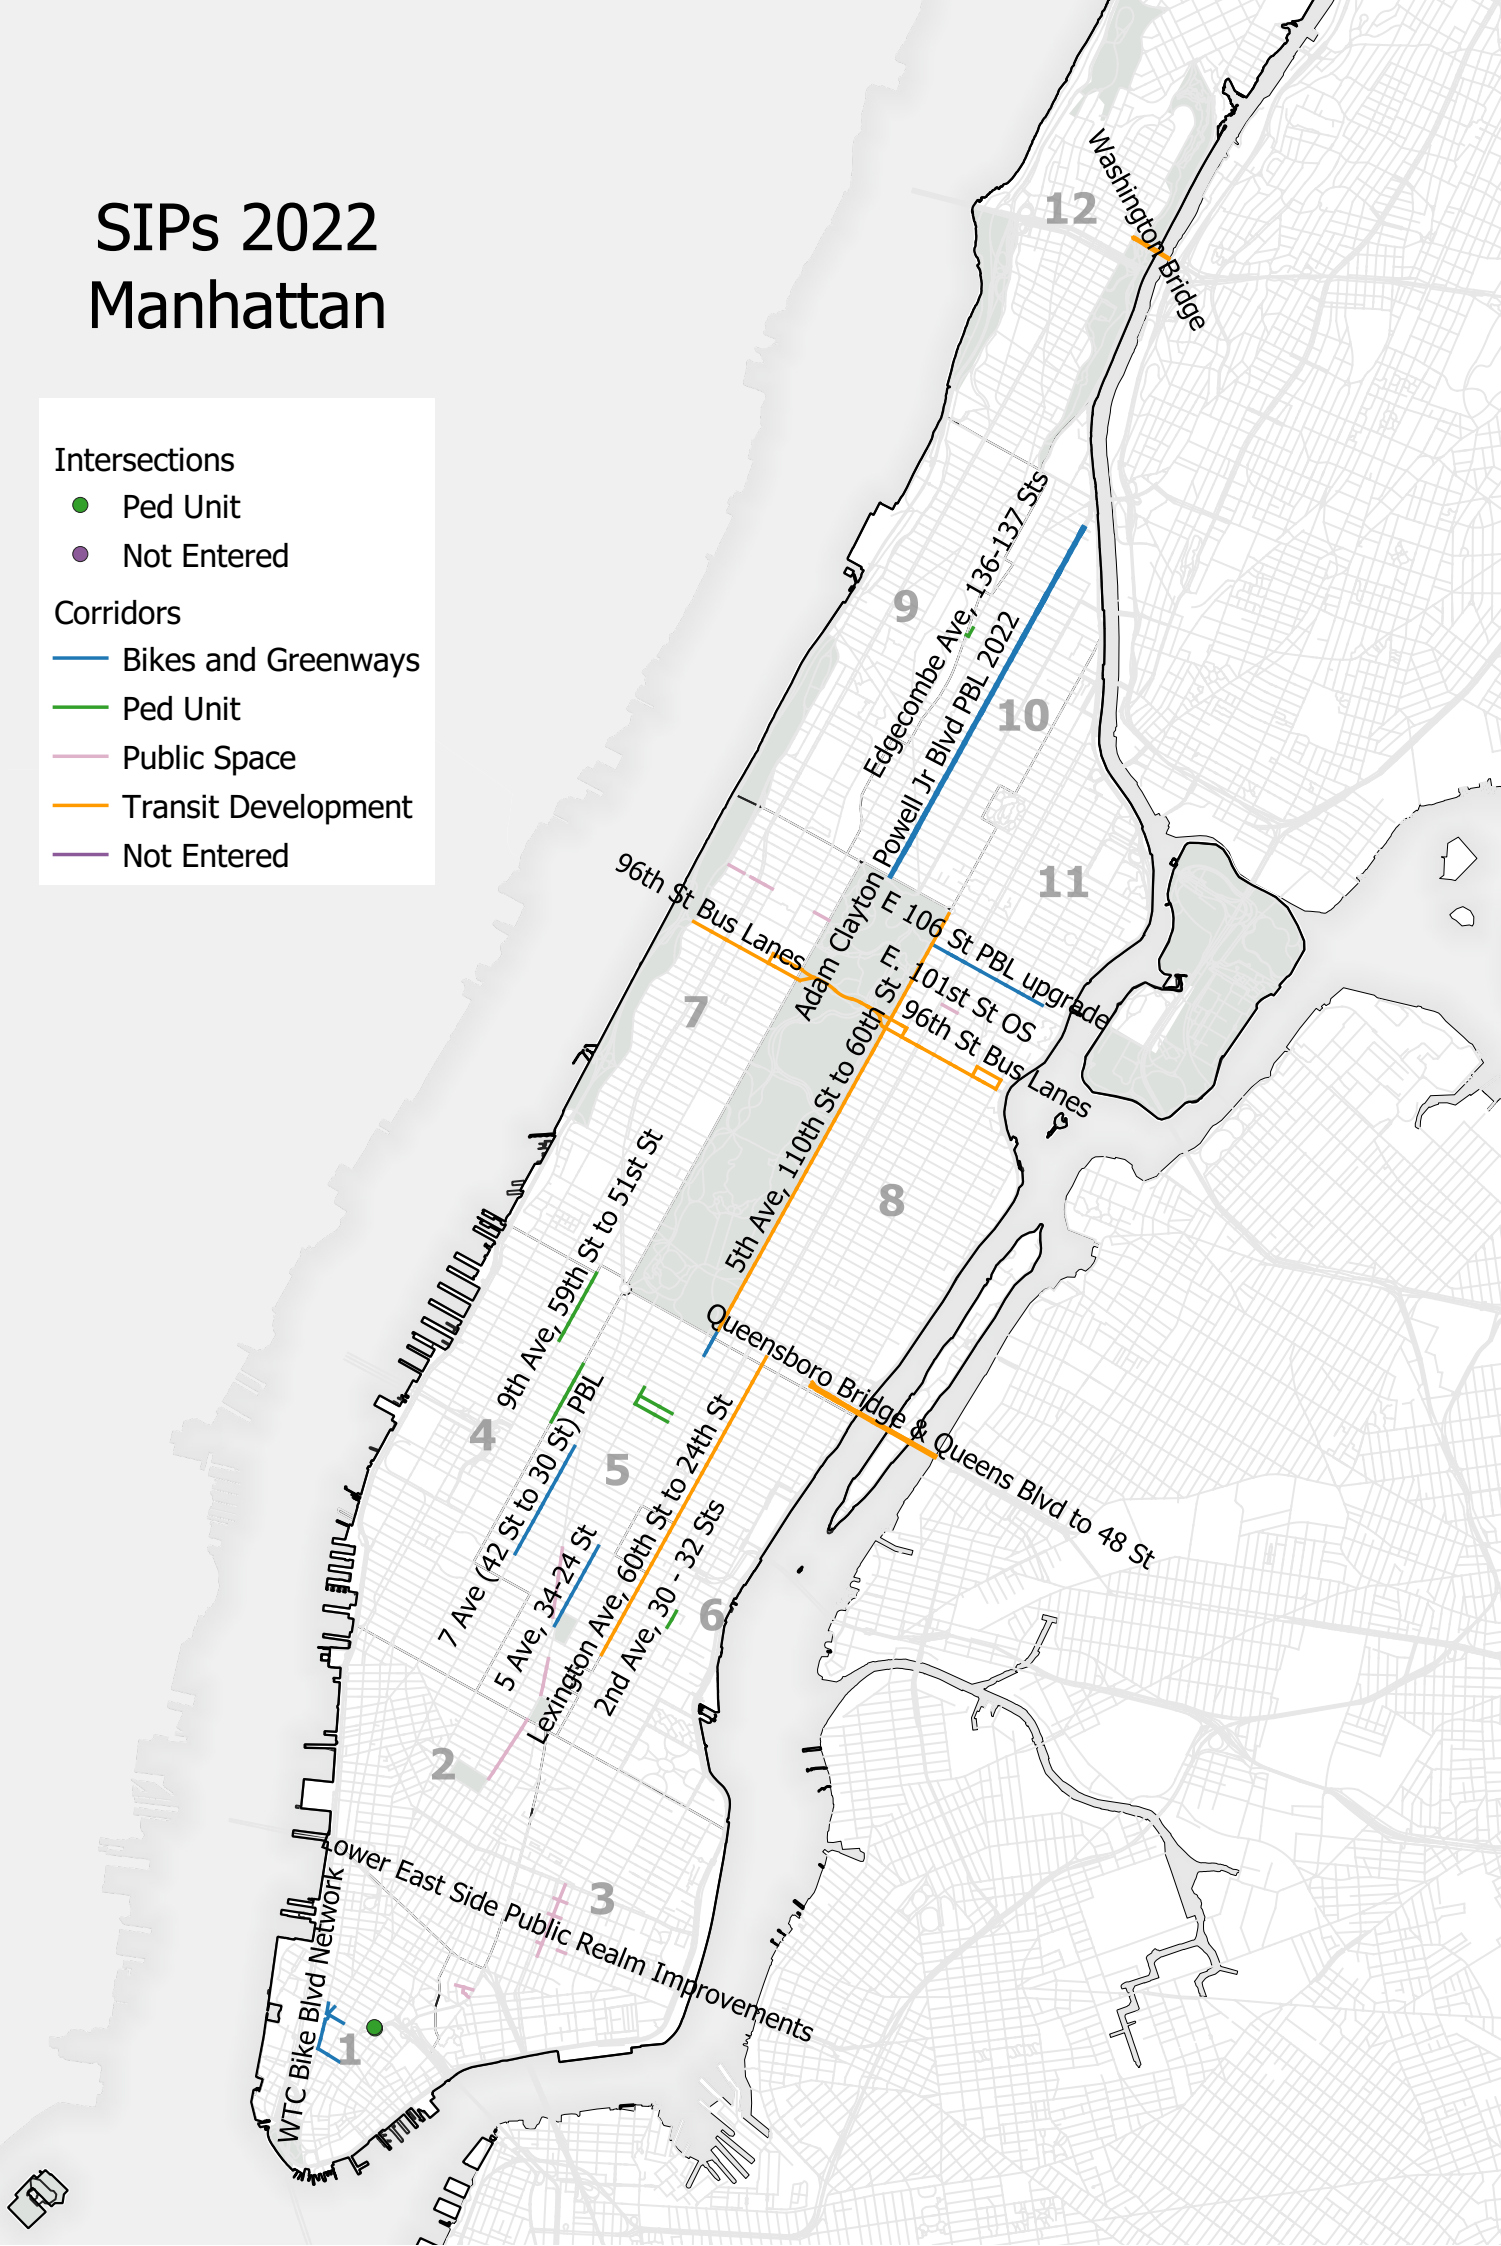 SIPs 2022
Manhattan
Intersections
Ped Unit
Not Entered
Corridors
Bikes and Greenways
Ped Unit
Public Space
Transit Development
Not Entered
12
Washington Bridge
9
Edgecombe Ave, 136-137 Sts
10
Adam Clayton Powell Jr Blvd PBL 2022
11
96th St Bus Lanes
E 106 St PBL upgrade
E. 101st St OS
96th St Bus Lanes
7
5th Ave, 110th St to 60th St
8
9th Ave, 59th St to 51st St
Queensboro Bridge & Queens Blvd to 48 St
4
7 Ave (42 St to 30 St) PBL
5
5 Ave, 34-24 St
Lexington Ave, 60th St to 24th St
2nd Ave, 30 - 32 Sts
6
2
Lower East Side Public Realm Improvements
3
WTC Bike Blvd Network
1